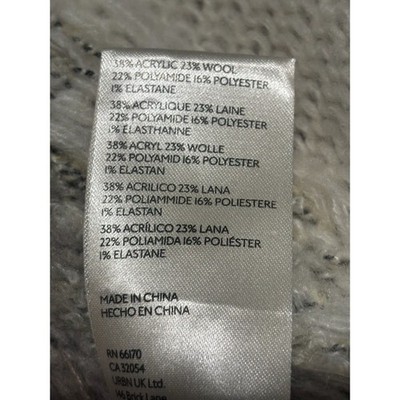 38% ACRYLIC 23% WOOL
22% POLYAMIDE 16% POLYESTER
1% ELASTANE
38% ACRYLIQUE 23% LAINE
22% POLYAMIDE 16% POLYESTER
1% ELASTHANNE
38% ACRYL 23% WOLLE
22% POLYAMID 16% POLYESTER
1% ELASTAN
38% ACRILICO 23% LANA
22% POLIAMMIDE 16% POLIESTERE
1% ELASTAN
38% ACRÍLICO 23% LANA
22% POLIAMIDA 16% POLIÉSTER
1% ELASTANE
MADE IN CHINA
HECHO EN CHINA
RN 66170
CA 32054
URBN UK Ltd.
Brick Lane